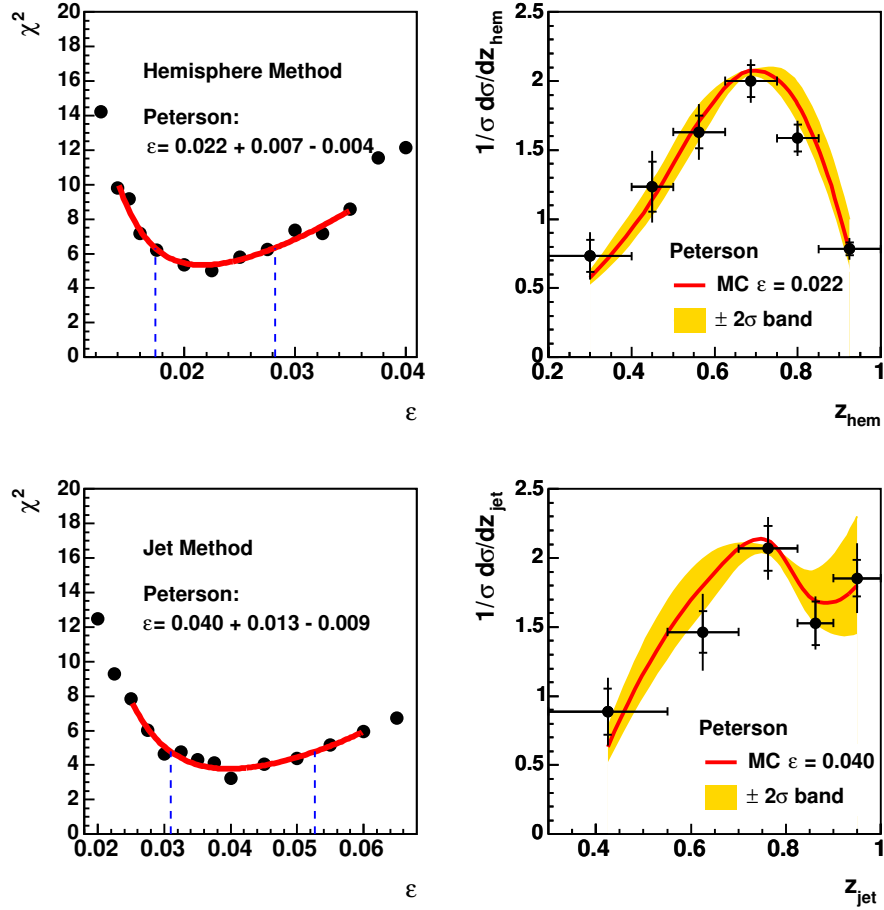 χ²
20
18
16
14
12
10
8
6
4
2
0
Hemisphere Method
Peterson:
ε= 0.022 + 0.007 - 0.004
0.02
0.03
0.04
ε
1/σ dσ/dz_hem
2.5
2
1.5
1
0.5
0
Peterson
MC ε = 0.022
± 2σ band
0.2
0.4
0.6
0.8
1
z_hem
χ²
20
18
16
14
12
10
8
6
4
2
0
Jet Method
Peterson:
ε= 0.040 + 0.013 - 0.009
0.02
0.03
0.04
0.05
0.06
ε
1/σ dσ/dz_jet
2.5
2
1.5
1
0.5
0
Peterson
MC ε = 0.040
± 2σ band
0.4
0.6
0.8
1
z_jet